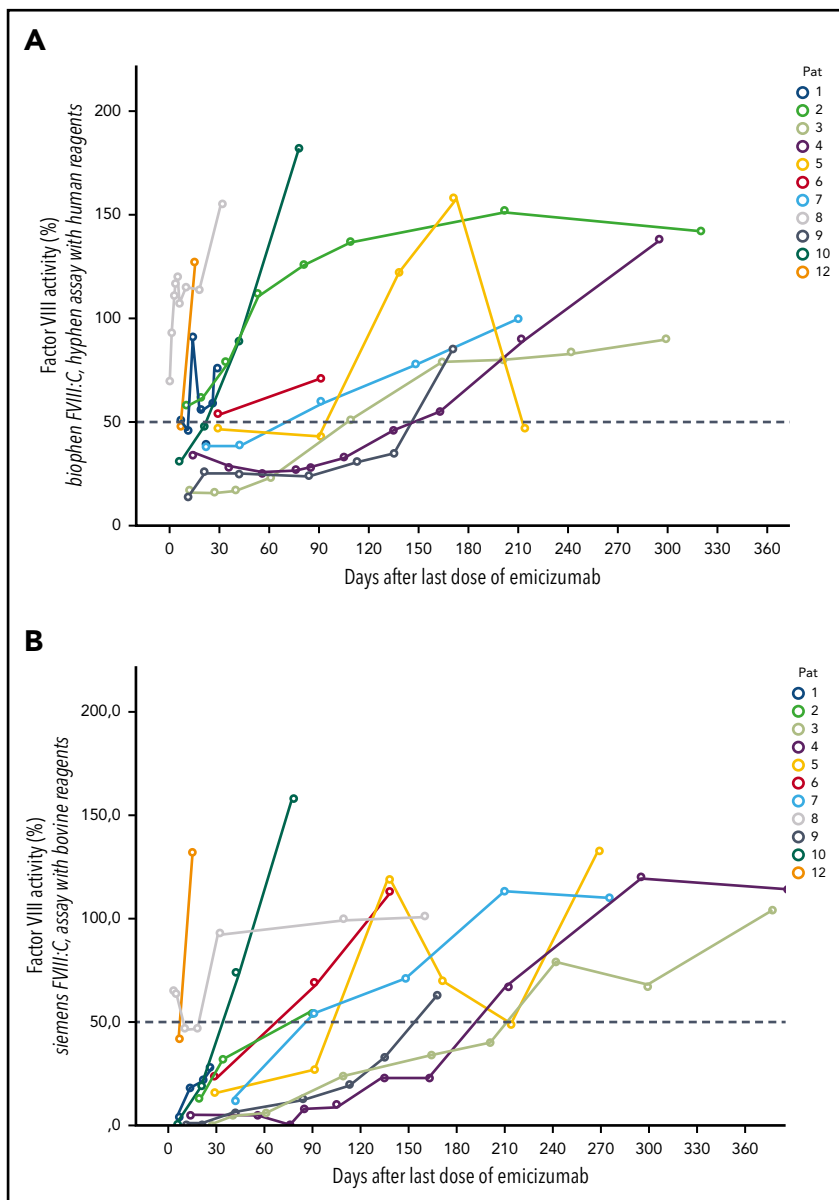 A
Factor VIII activity (%)
biophen FVIII:C, hyphen assay with human reagents
200
150
100
50
0
0 30 60 90 120 150 180 210 240 270 300 330 360
Days after last dose of emicizumab
Pat
1
2
3
4
5
6
7
8
9
10
12
B
Factor VIII activity (%)
siemens FVIII:C, assay with bovine reagents
200,0
150,0
100,0
50,0
,0
0 30 60 90 120 150 180 210 240 270 300 330 360
Days after last dose of emicizumab
Pat
1
2
3
4
5
6
7
8
9
10
12